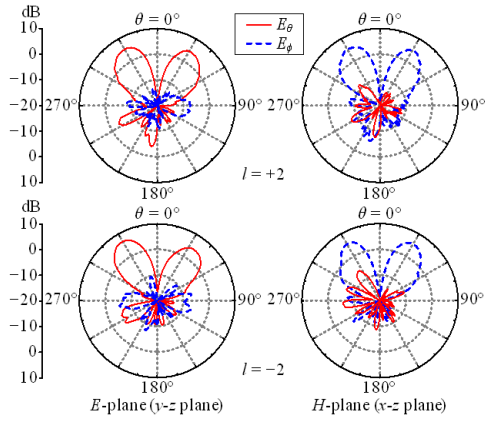 dB
θ = 0°
E_θ
E_ϕ
θ = 0°
10
0
−10
−20
−10
0
10
270°
90°
270°
90°
180°
l = +2
180°
dB
θ = 0°
θ = 0°
10
0
−10
−20
−10
0
10
270°
90°
270°
90°
180°
l = −2
180°
E-plane (y-z plane)
H-plane (x-z plane)